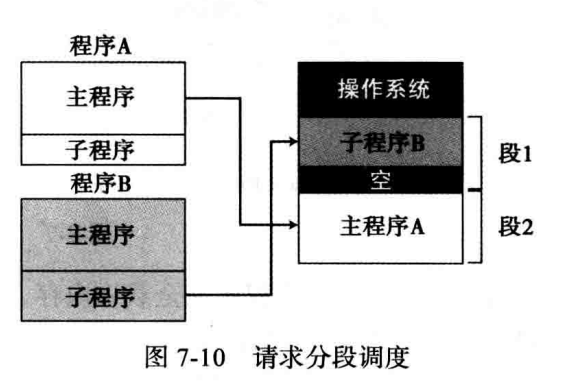 程序A
主程序
子程序
程序B
主程序
子程序
操作系统
子程序B
空
主程序A
段1
段2
图 7-10 请求分段调度